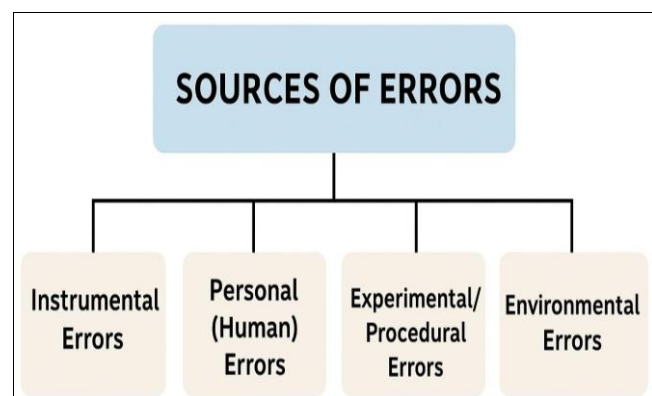 SOURCES OF ERRORS
Instrumental
Errors
Personal
(Human)
Errors
Experimental/
Procedural
Errors
Environmental
Errors